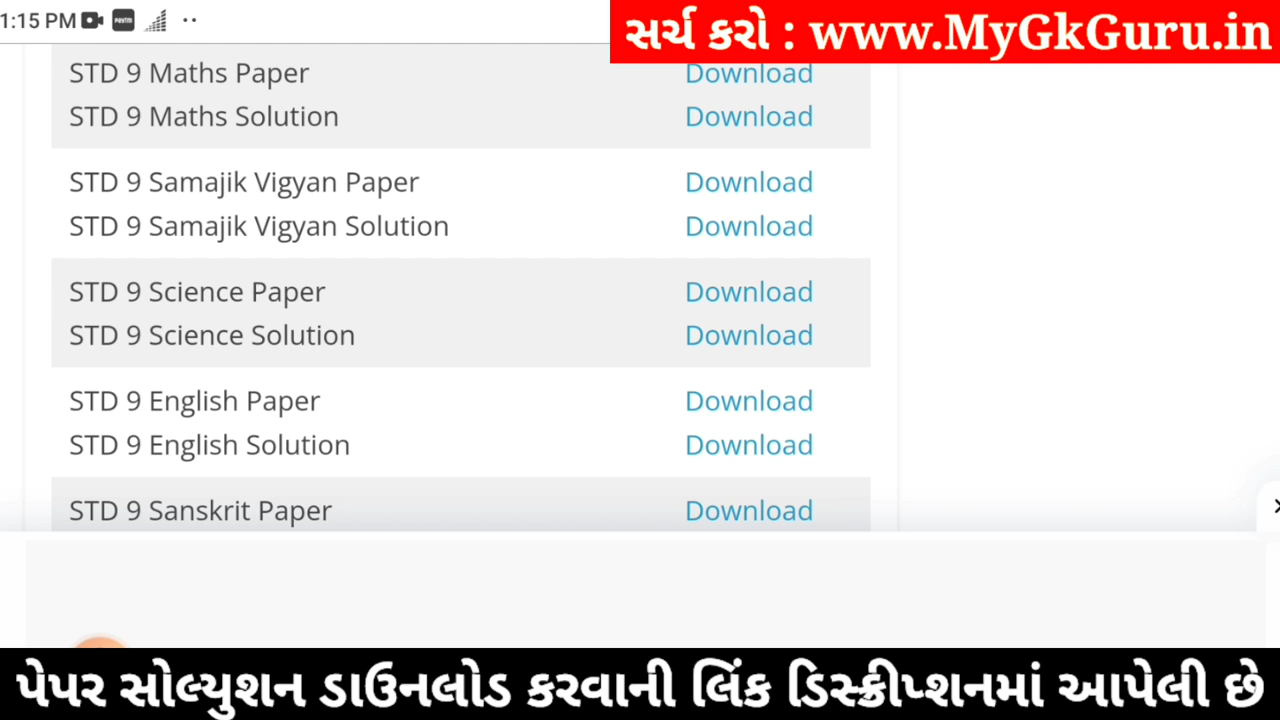 1:15 PM
સર્ચ કરો : www.MyGkGuru.in
STD 9 Maths Paper Download
STD 9 Maths Solution Download
STD 9 Samajik Vigyan Paper Download
STD 9 Samajik Vigyan Solution Download
STD 9 Science Paper Download
STD 9 Science Solution Download
STD 9 English Paper Download
STD 9 English Solution Download
STD 9 Sanskrit Paper Download
પેપર સોલ્યુશન ડાઉનલોડ કરવાની લિંક ડિસ્ક્રીપ્શનમાં આપેલી છે